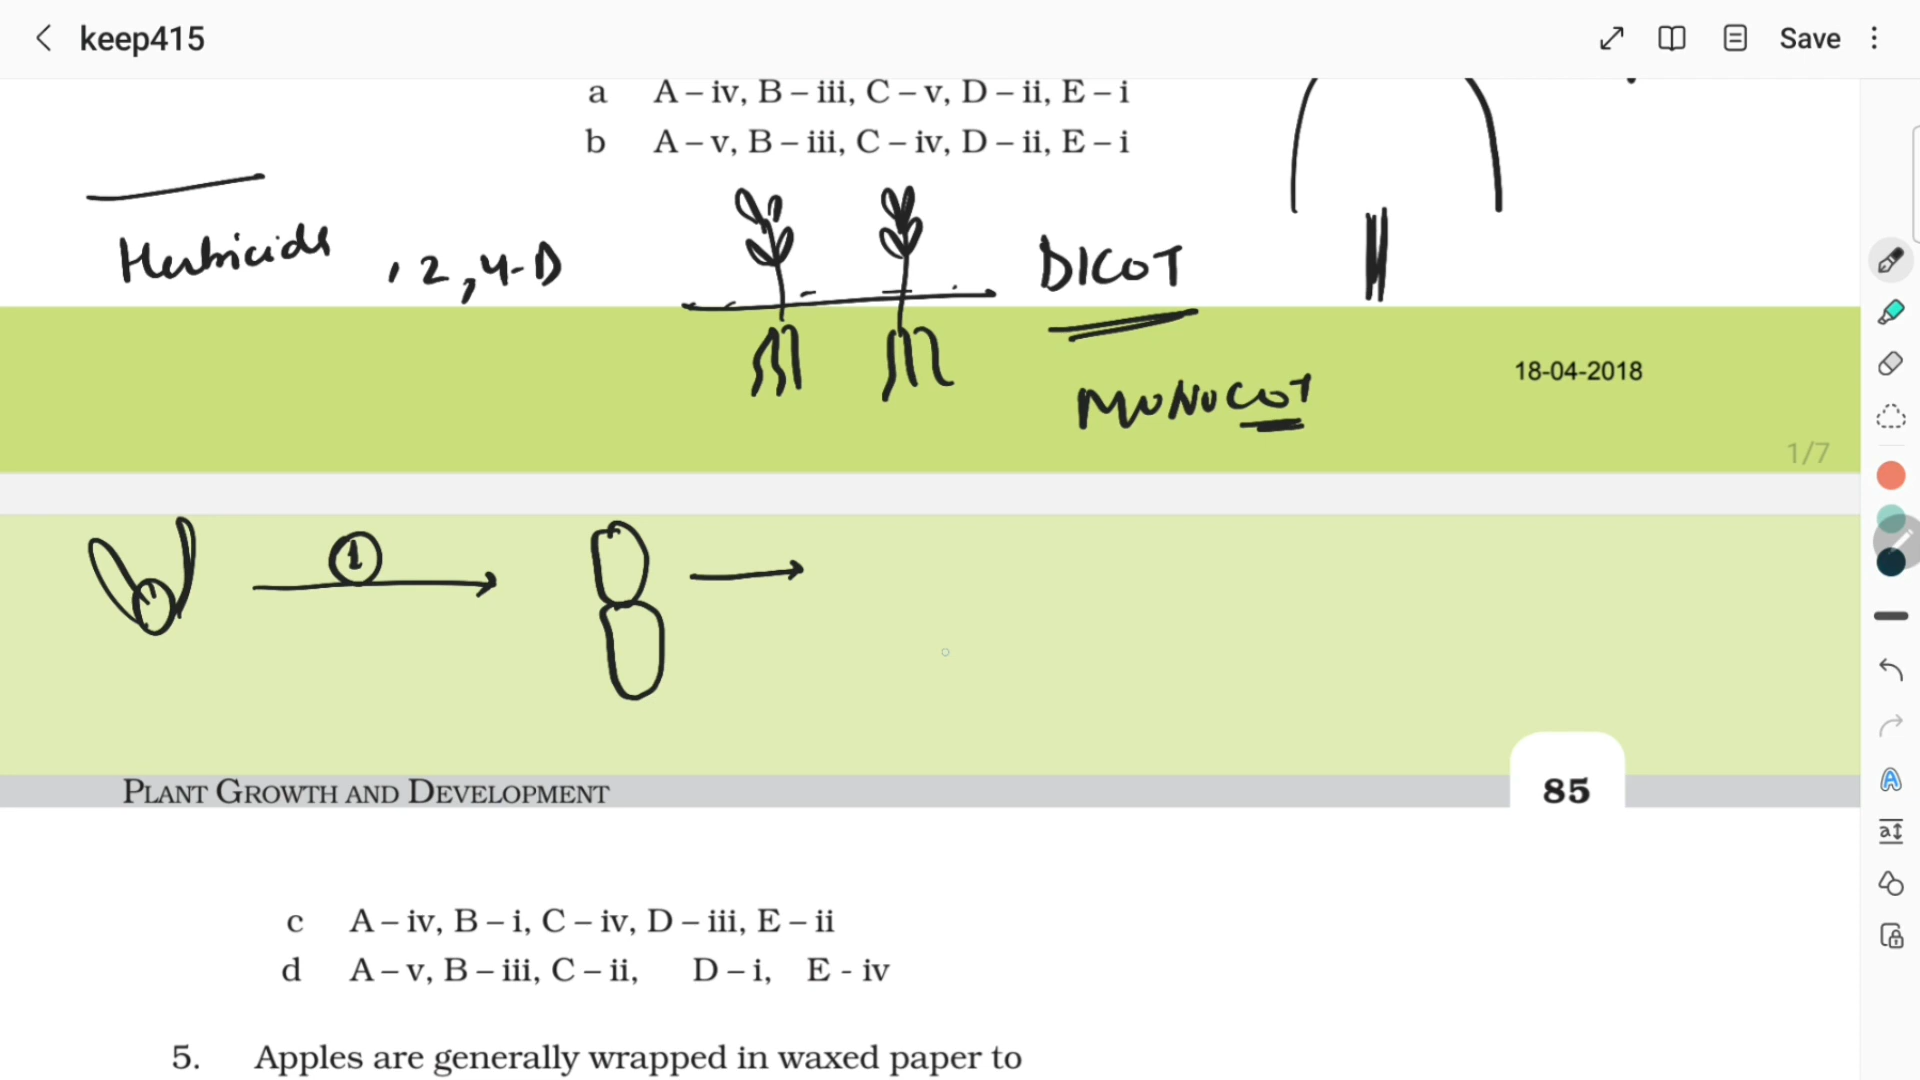 keep415
Save
a A – iv, B – iii, C – v, D – ii, E – i
b A – v, B – iii, C – iv, D – ii, E – i
Herbicide , 2,4-D
DICOT
MONOCOT
18-04-2018
1/7
1
PLANT GROWTH AND DEVELOPMENT
85
c A – iv, B – i, C – iv, D – iii, E – ii
d A – v, B – iii, C – ii, D – i, E - iv
5. Apples are generally wrapped in waxed paper to